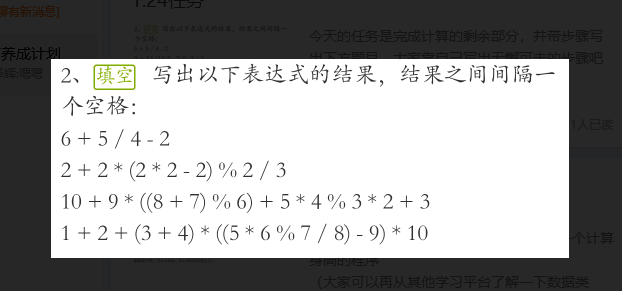 聊有新消息]
1.24任务
今天的任务是完成计算的剩余部分，并带步骤写
养成计划
2、 填空 写出以下表达式的结果，结果之间间隔一
个空格：
6 + 5 / 4 - 2
2 + 2 * (2 * 2 - 2) % 2 / 3
10 + 9 * ((8 + 7) % 6) + 5 * 4 % 3 * 2 + 3
1 + 2 + (3 + 4) * ((5 * 6 % 7 / 8) - 9) * 10
1人已读
个计算
（大家可以再从其他学习平台了解一下数据类